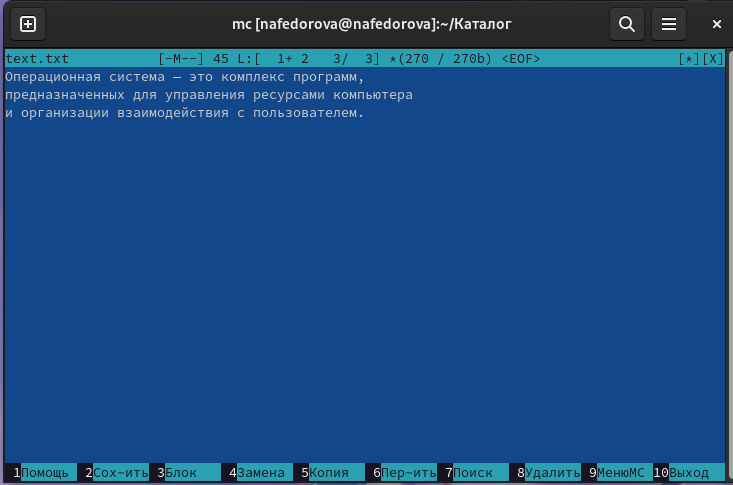 mc [nafedorova@nafedorova]:~/Каталог
text.txt [-M--] 45 L:[ 1+ 2 3/ 3] *(270 / 270b) <EOF> [*][X]
Операционная система — это комплекс программ,
предназначенных для управления ресурсами компьютера
и организации взаимодействия с пользователем.
1Помощь 2Сох~ить 3Блок 4Замена 5Копия 6Пер~ить 7Поиск 8Удалить 9МенюМС 10Выход